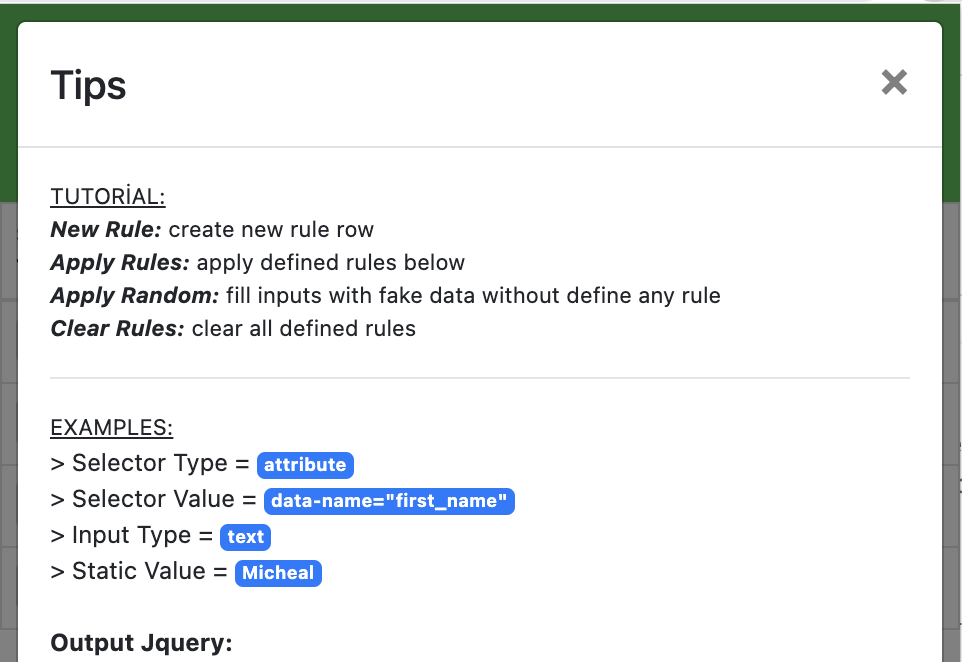 Tips
TUTORİAL:
New Rule: create new rule row
Apply Rules: apply defined rules below
Apply Random: fill inputs with fake data without define any rule
Clear Rules: clear all defined rules
EXAMPLES:
> Selector Type = attribute
> Selector Value = data-name="first_name"
> Input Type = text
> Static Value = Micheal
Output Jquery: